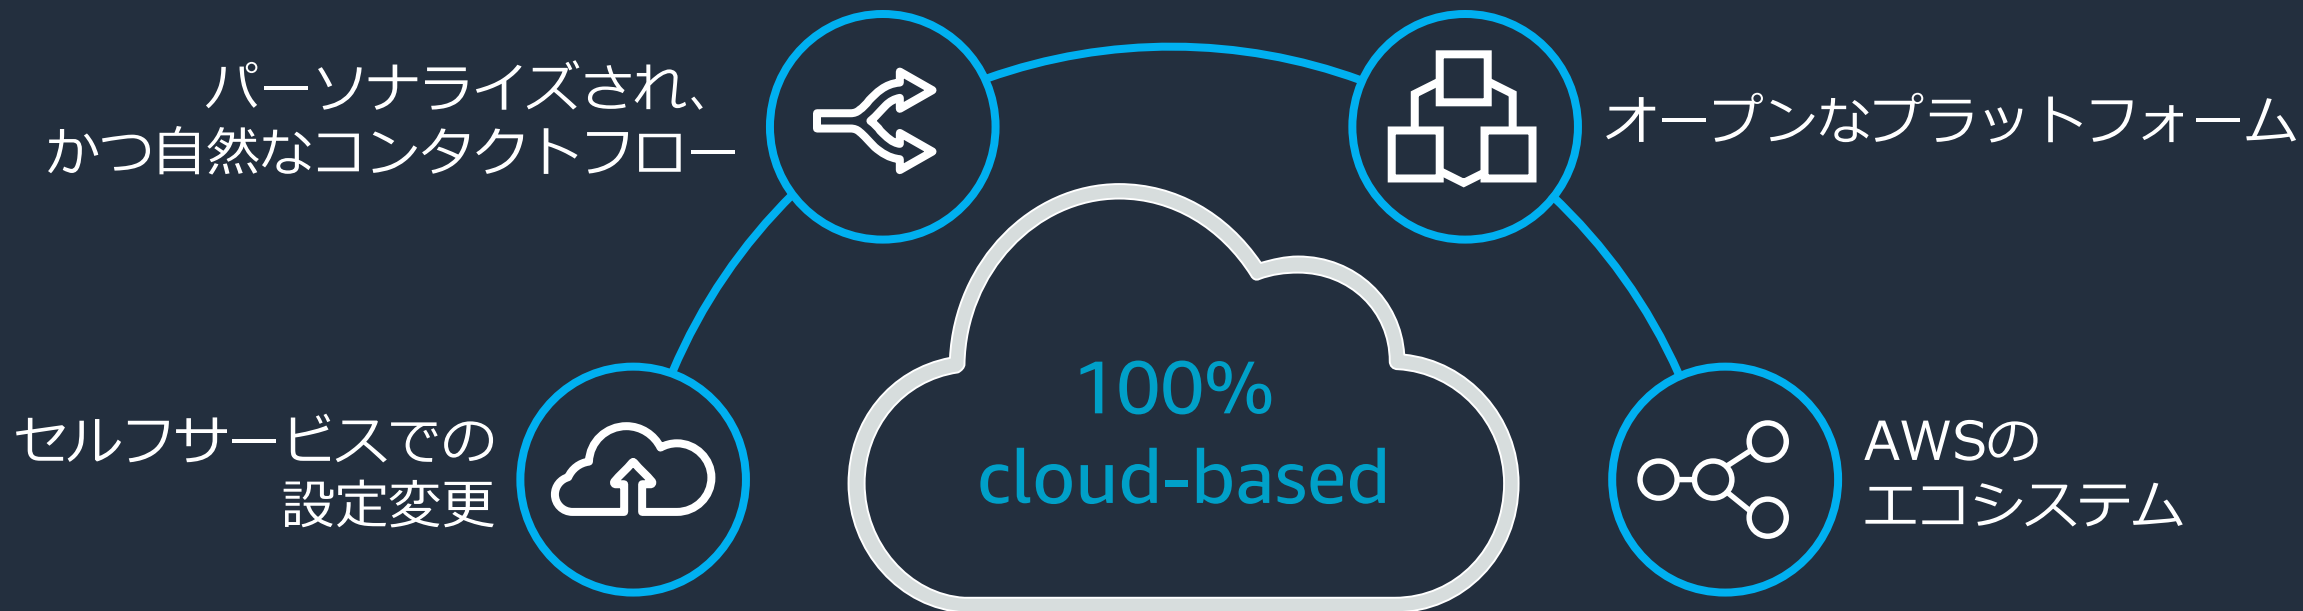 パーソナライズされ、
かつ自然なコンタクトフロー
オープンなプラットフォーム
セルフサービスでの
設定変更
100%
cloud-based
AWSの
エコシステム